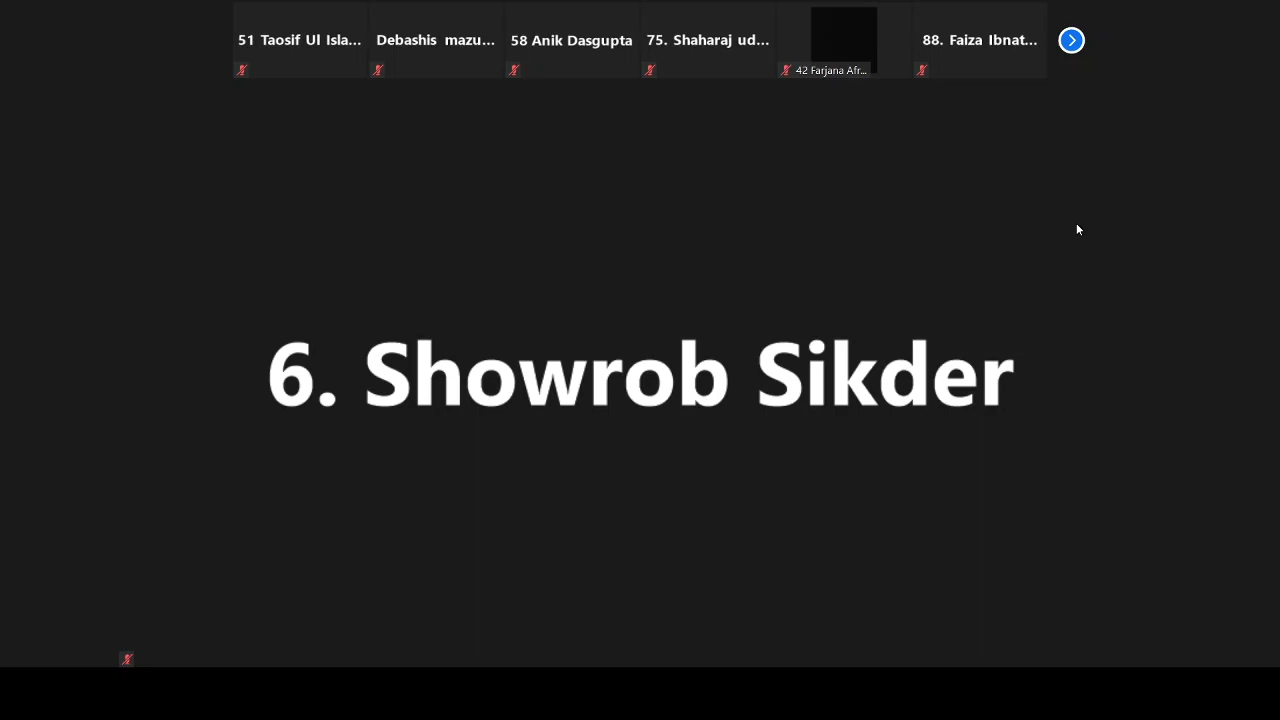 51 Taosif Ul Isla...
Debashis mazu...
58 Anik Dasgupta
75. Shaharaj ud...
42 Farjana Afr...
88. Faiza Ibnat...
6. Showrob Sikder